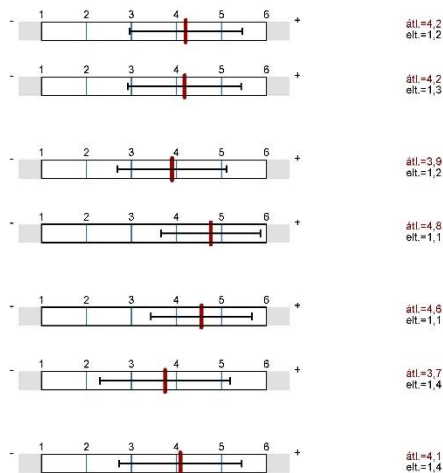 - 1 2 3 4 5 6 + átl.=4,2
elt.=1,2
- 1 2 3 4 5 6 + átl.=4,2
elt.=1,3
- 1 2 3 4 5 6 + átl.=3,9
elt.=1,2
- 1 2 3 4 5 6 + átl.=4,8
elt.=1,1
- 1 2 3 4 5 6 + átl.=4,6
elt.=1,1
- 1 2 3 4 5 6 + átl.=3,7
elt.=1,4
- 1 2 3 4 5 6 + átl.=4,1
elt.=1,4